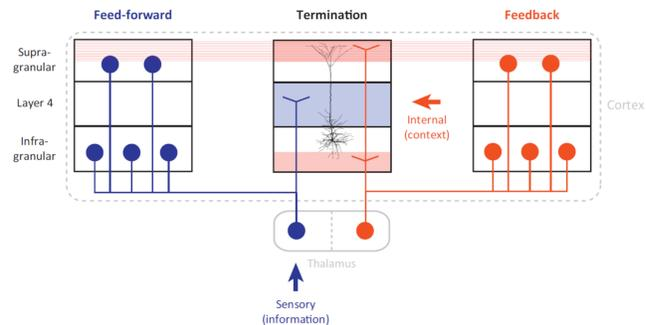 Feed-forward
Termination
Feedback
Supra-
granular
Layer 4
Infra-
granular
Internal
(context)
Cortex
Thalamus
Sensory
(information)